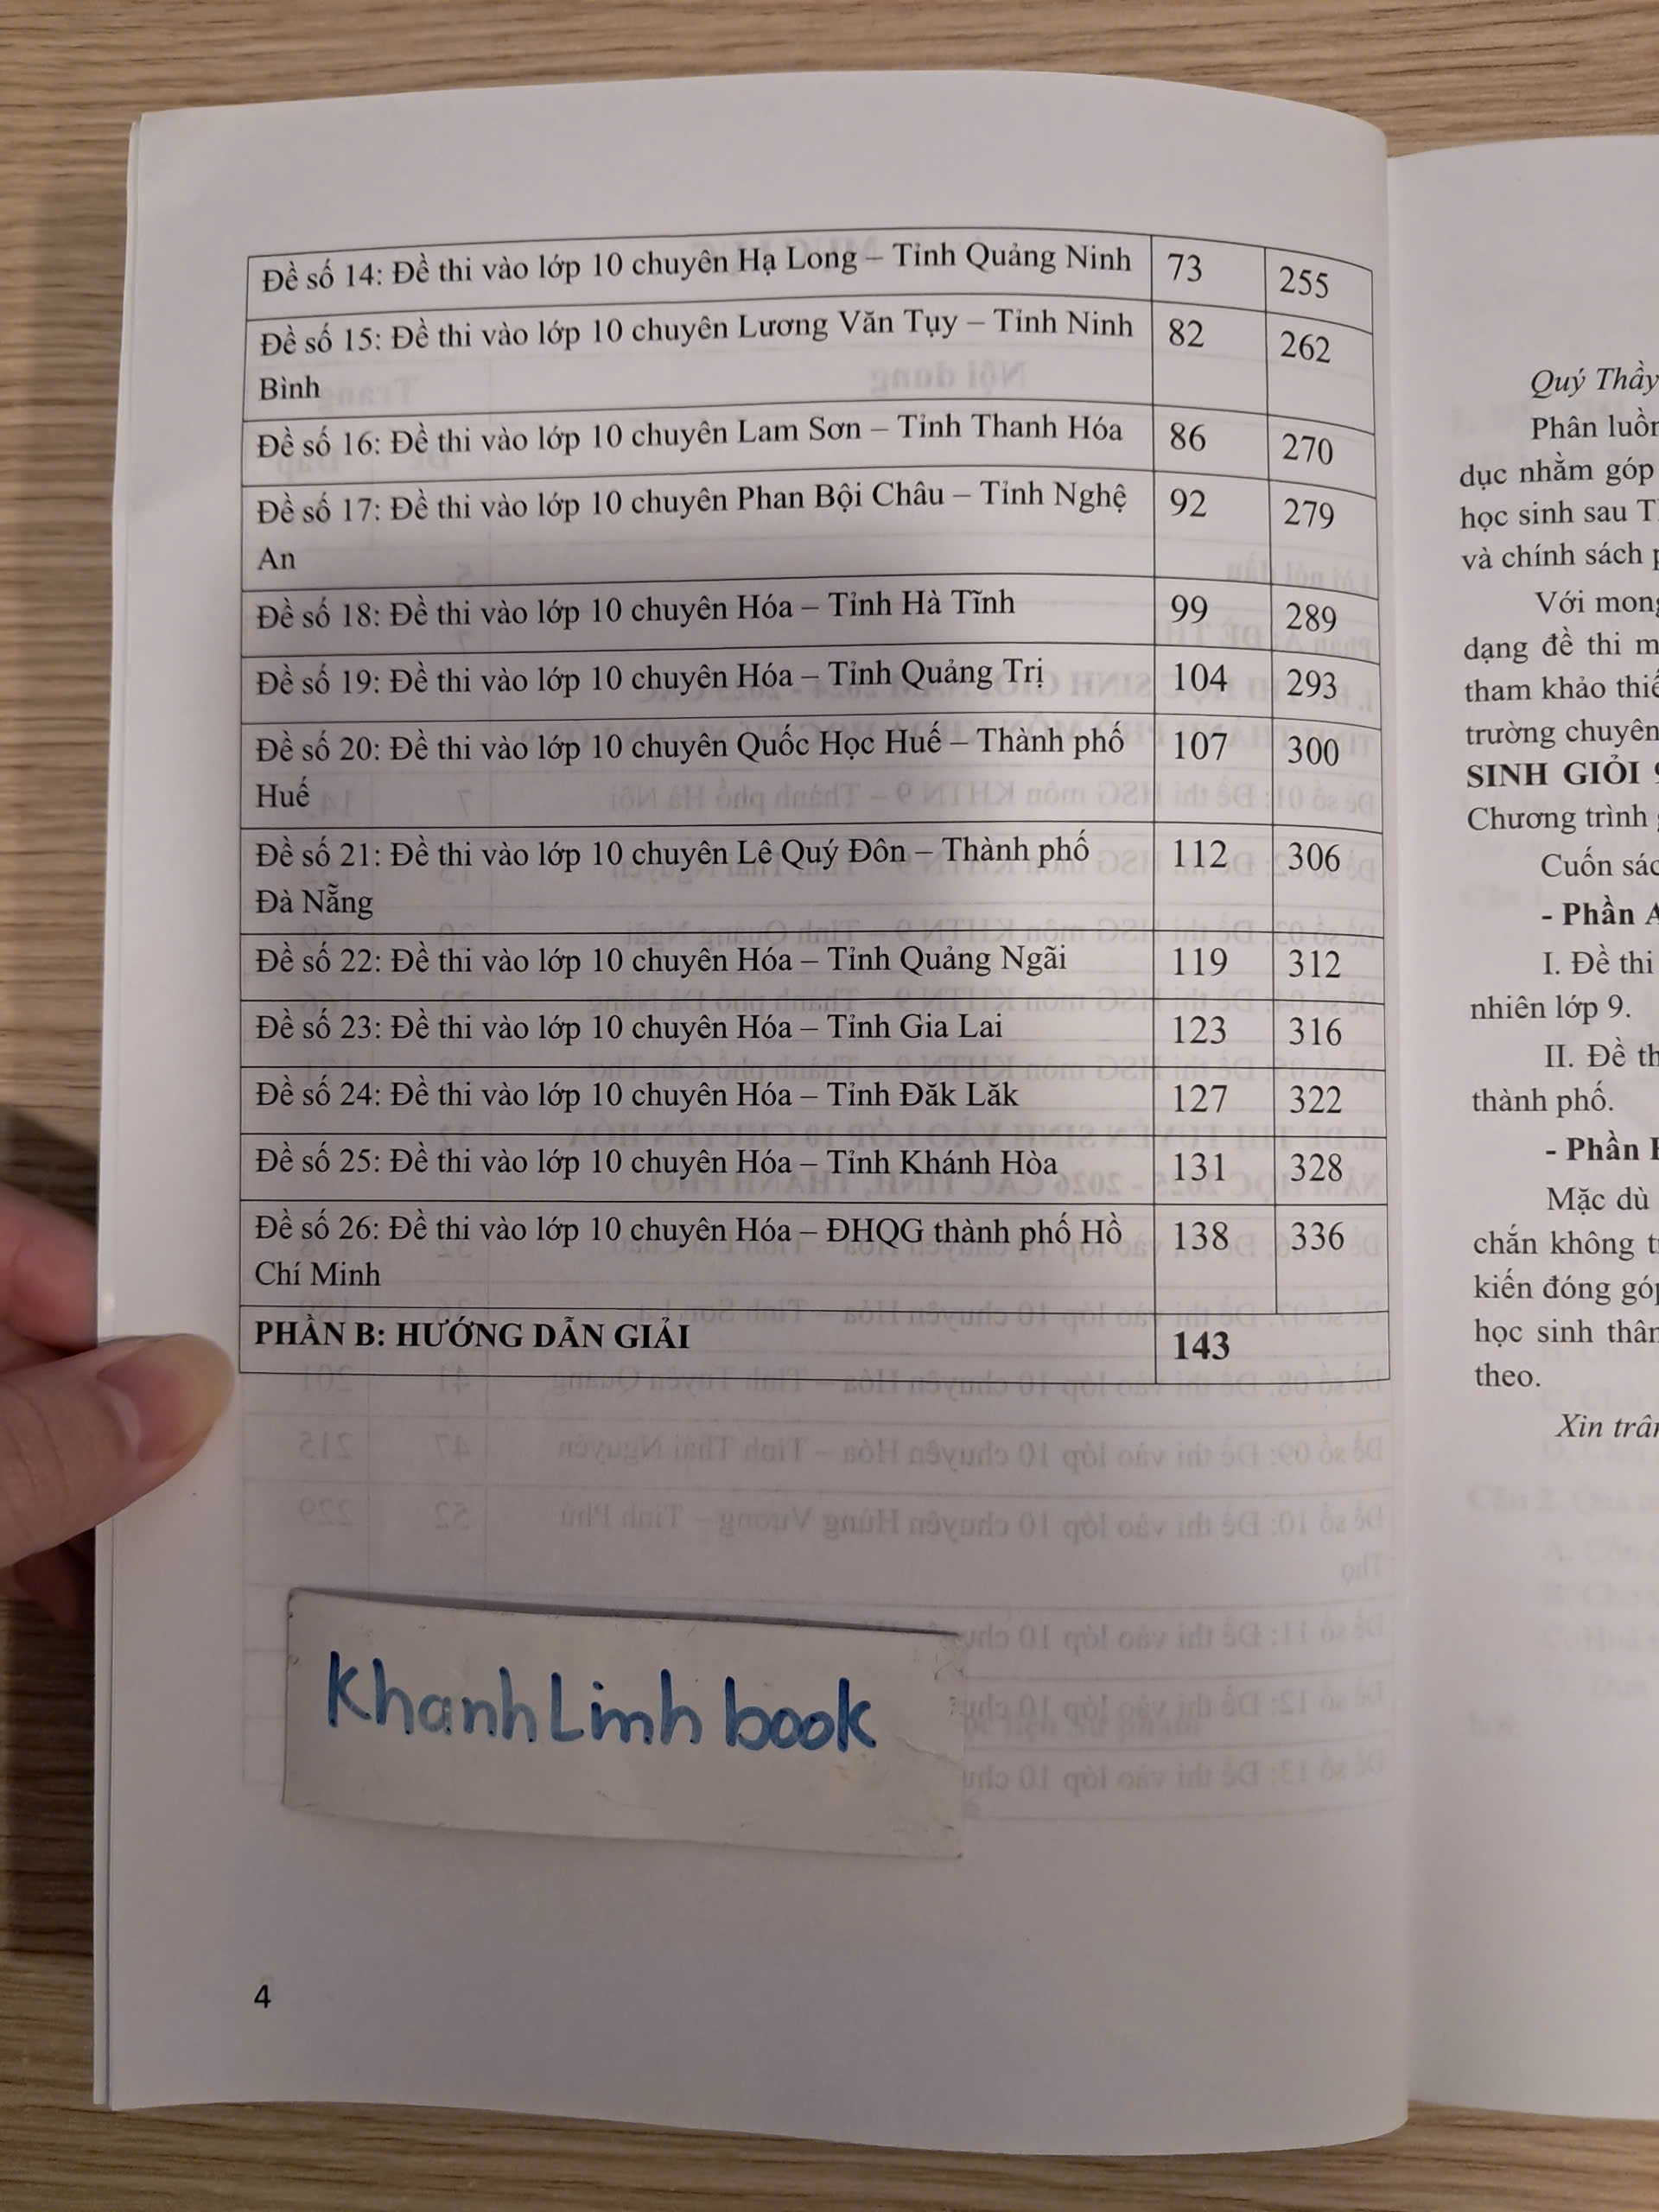 Đề số 14: Đề thi vào lớp 10 chuyên Hạ Long – Tỉnh Quảng Ninh 73 255
Đề số 15: Đề thi vào lớp 10 chuyên Lương Văn Tụy – Tỉnh Ninh 82 262
Bình
Đề số 16: Đề thi vào lớp 10 chuyên Lam Sơn – Tỉnh Thanh Hóa 86 270
Đề số 17: Đề thi vào lớp 10 chuyên Phan Bội Châu – Tỉnh Nghệ 92 279
An
Đề số 18: Đề thi vào lớp 10 chuyên Hóa – Tỉnh Hà Tĩnh 99 289
Đề số 19: Đề thi vào lớp 10 chuyên Hóa – Tỉnh Quảng Trị 104 293
Đề số 20: Đề thi vào lớp 10 chuyên Quốc Học Huế – Thành phố 107 300
Huế
Đề số 21: Đề thi vào lớp 10 chuyên Lê Quý Đôn – Thành phố 112 306
Đà Nẵng
Đề số 22: Đề thi vào lớp 10 chuyên Hóa – Tỉnh Quảng Ngãi 119 312
Đề số 23: Đề thi vào lớp 10 chuyên Hóa – Tỉnh Gia Lai 123 316
Đề số 24: Đề thi vào lớp 10 chuyên Hóa – Tỉnh Đăk Lăk 127 322
Đề số 25: Đề thi vào lớp 10 chuyên Hóa – Tỉnh Khánh Hòa 131 328
Đề số 26: Đề thi vào lớp 10 chuyên Hóa – ĐHQG thành phố Hồ 138 336
Chí Minh
PHẦN B: HƯỚNG DẪN GIẢI 143
KhanhLinh book
4
Quý Thầy
Phân
dục nhằm góp
học sinh sau
và chính sách
Với
dạng đề thi
tham khảo
trường chuyên
SINH GIỎI
Chương trình
Cuốn
- Phần
I. Đề thi
nhiên lớp 9.
II. Đề
thành phố.
- Phần
Mặc dù
chắn không
kiến đóng
học sinh
theo.
Xin